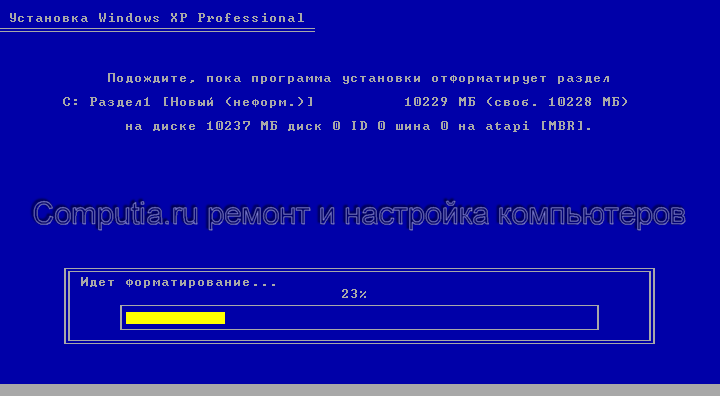 Установка Windows XP Professional
Подождите, пока программа установки отформатирует раздел
C: Раздел1 [Новый (неформ.)] 10229 МБ (своб. 10228 МБ)
на диске 10237 МБ диск 0 ID 0 шина 0 на atapi [MBR].
Computia.ru ремонт и настройка компьютеров
Идет форматирование...
23%